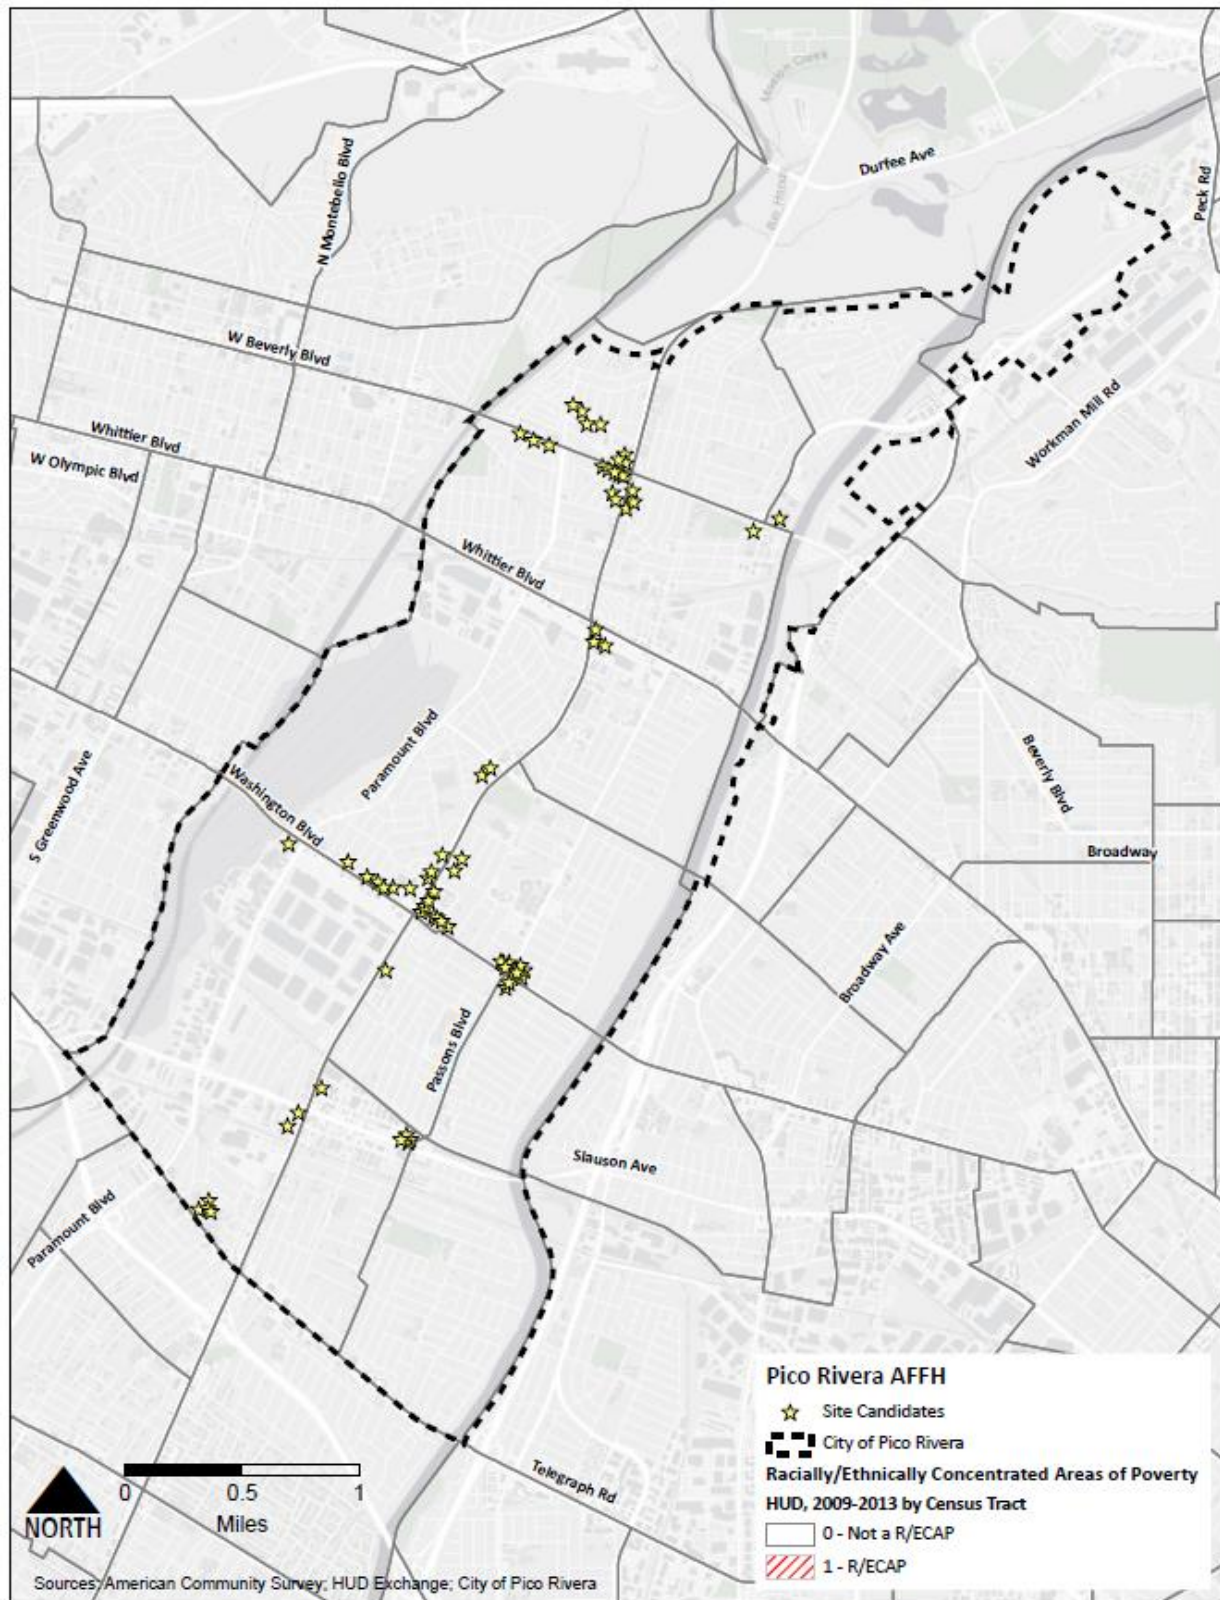 Durfee Ave
Peck Rd
N Montebello Blvd
W Beverly Blvd
Whittier Blvd
W Olympic Blvd
Workman Mill Rd
Whittier Blvd
Paramount Blvd
S Greenwood Ave
Washington Blvd
Beverly Blvd
Broadway
Broadway Ave
Passons Blvd
Slauson Ave
Paramount Blvd
Telegraph Rd
Pico Rivera AFFH
Site Candidates
City of Pico Rivera
Racially/Ethnically Concentrated Areas of Poverty
HUD, 2009-2013 by Census Tract
0 - Not a R/ECAP
1 - R/ECAP
0 0.5 1
Miles
NORTH
Sources: American Community Survey; HUD Exchange; City of Pico Rivera